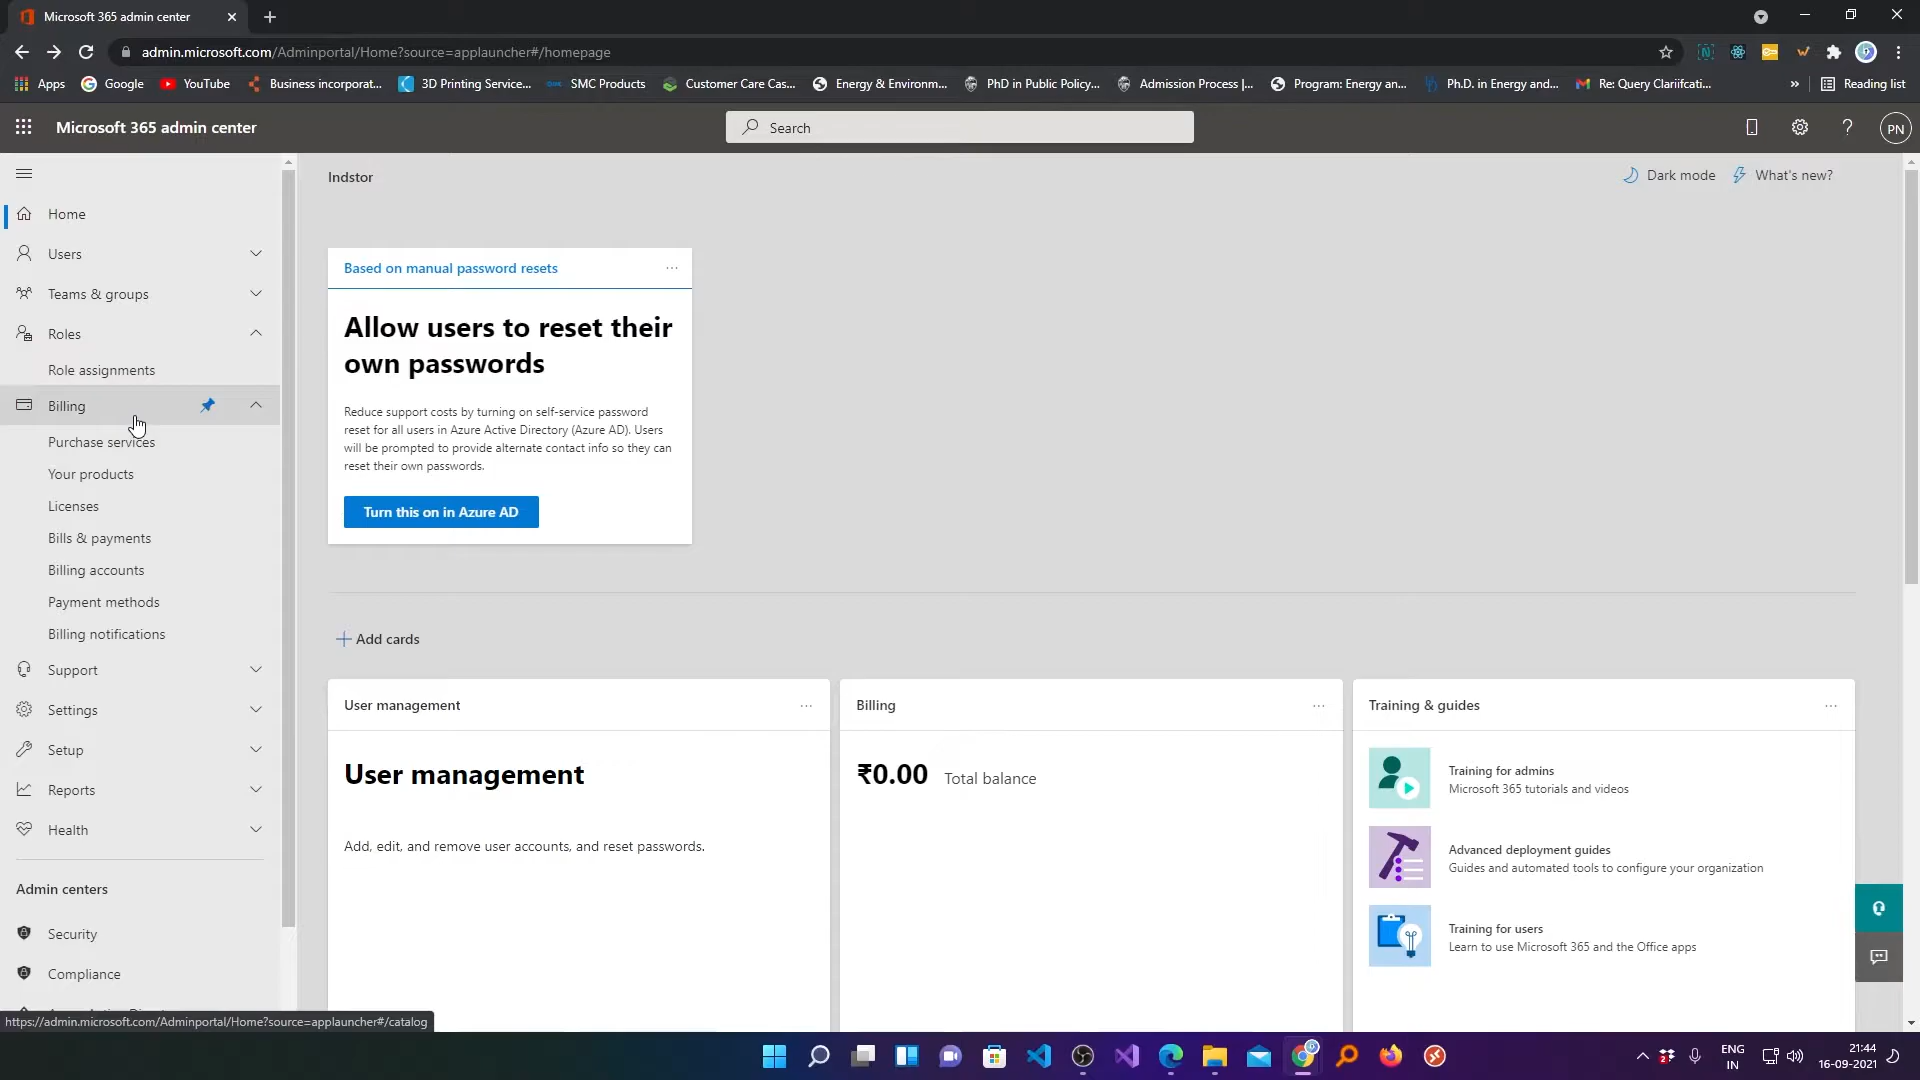 Microsoft 365 admin center
admin.microsoft.com/Adminportal/Home?source=applauncher#/homepage
Apps
Google
YouTube
Business incorporat...
3D Printing Service...
SMC Products
Customer Care Cas...
Energy & Environm...
PhD in Public Policy...
Admission Process |...
Program: Energy an...
Ph.D. in Energy and...
Re: Query Clariifcati...
»
Reading list
Microsoft 365 admin center
Search
PN
Indstor
Dark mode
What's new?
Home
Users
Teams & groups
Roles
Role assignments
Billing
Purchase services
Your products
Licenses
Bills & payments
Billing accounts
Payment methods
Billing notifications
Support
Settings
Setup
Reports
Health
Admin centers
Security
Compliance
https://admin.microsoft.com/Adminportal/Home?source=applauncher#/catalog
Based on manual password resets
Allow users to reset their
own passwords
Reduce support costs by turning on self-service password
reset for all users in Azure Active Directory (Azure AD). Users
will be prompted to provide alternate contact info so they can
reset their own passwords.
Turn this on in Azure AD
Add cards
User management
User management
Add, edit, and remove user accounts, and reset passwords.
Billing
₹0.00 Total balance
Training & guides
Training for admins
Microsoft 365 tutorials and videos
Advanced deployment guides
Guides and automated tools to configure your organization
Training for users
Learn to use Microsoft 365 and the Office apps
ENG
IN
21:44
16-09-2021